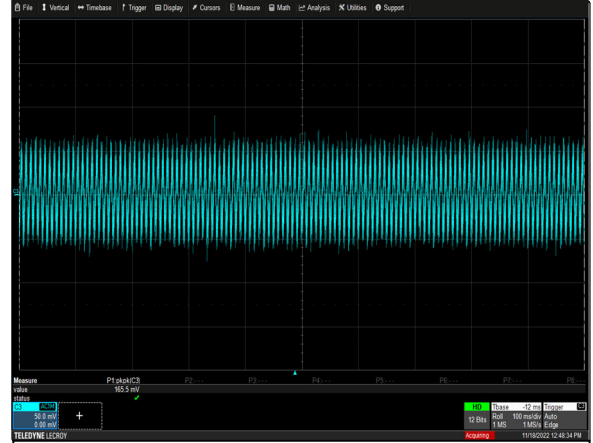 File Vertical Timebase Trigger Display Cursors Measure Math Analysis Utilities Support
C3
Measure P1:pkpk(C3) P2:--- P3:--- P4:--- P5:--- P6:--- P7:--- P8:---
value 165.5 mV
status
C3
50.0 mV
0.00 mV
+
HD
12 Bits
Tbase -12 ms
Roll 100 ms/div
1 MS 1 MS/s
Trigger C3
Auto
Edge
TELEDYNE LECROY Acquiring 11/18/2022 12:48:34 PM